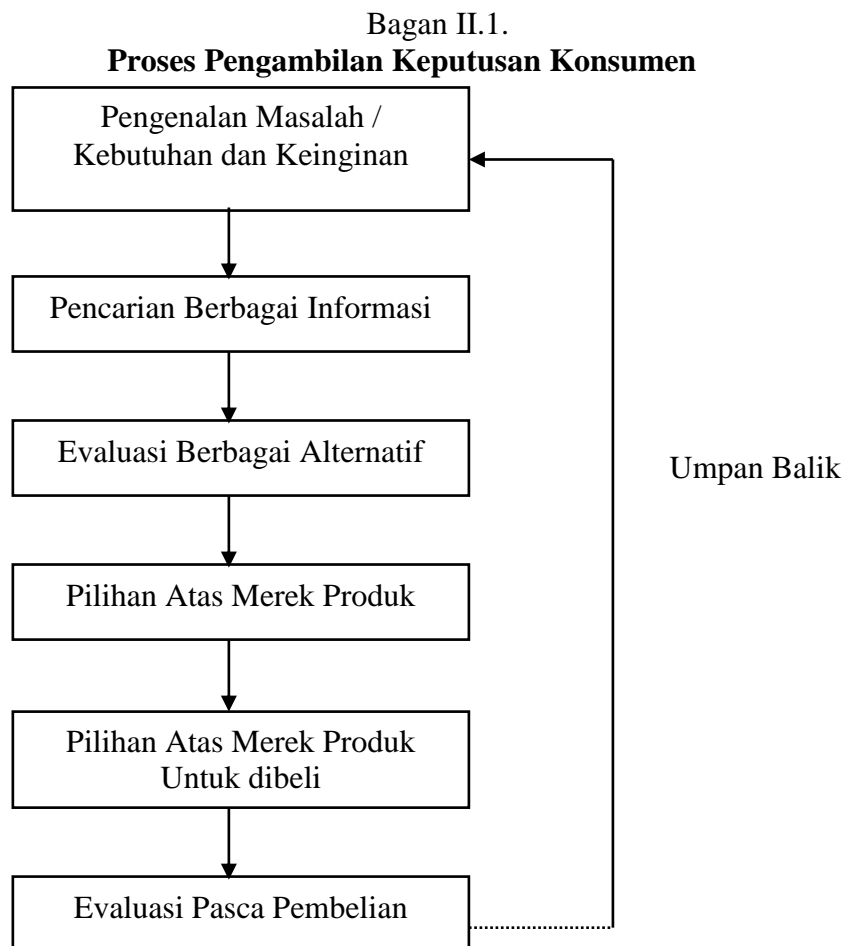 Bagan II.1.
Proses Pengambilan Keputusan Konsumen
Pengenalan Masalah /
Kebutuhan dan Keinginan
Pencarian Berbagai Informasi
Evaluasi Berbagai Alternatif
Umpan Balik
Pilihan Atas Merek Produk
Pilihan Atas Merek Produk
Untuk dibeli
Evaluasi Pasca Pembelian